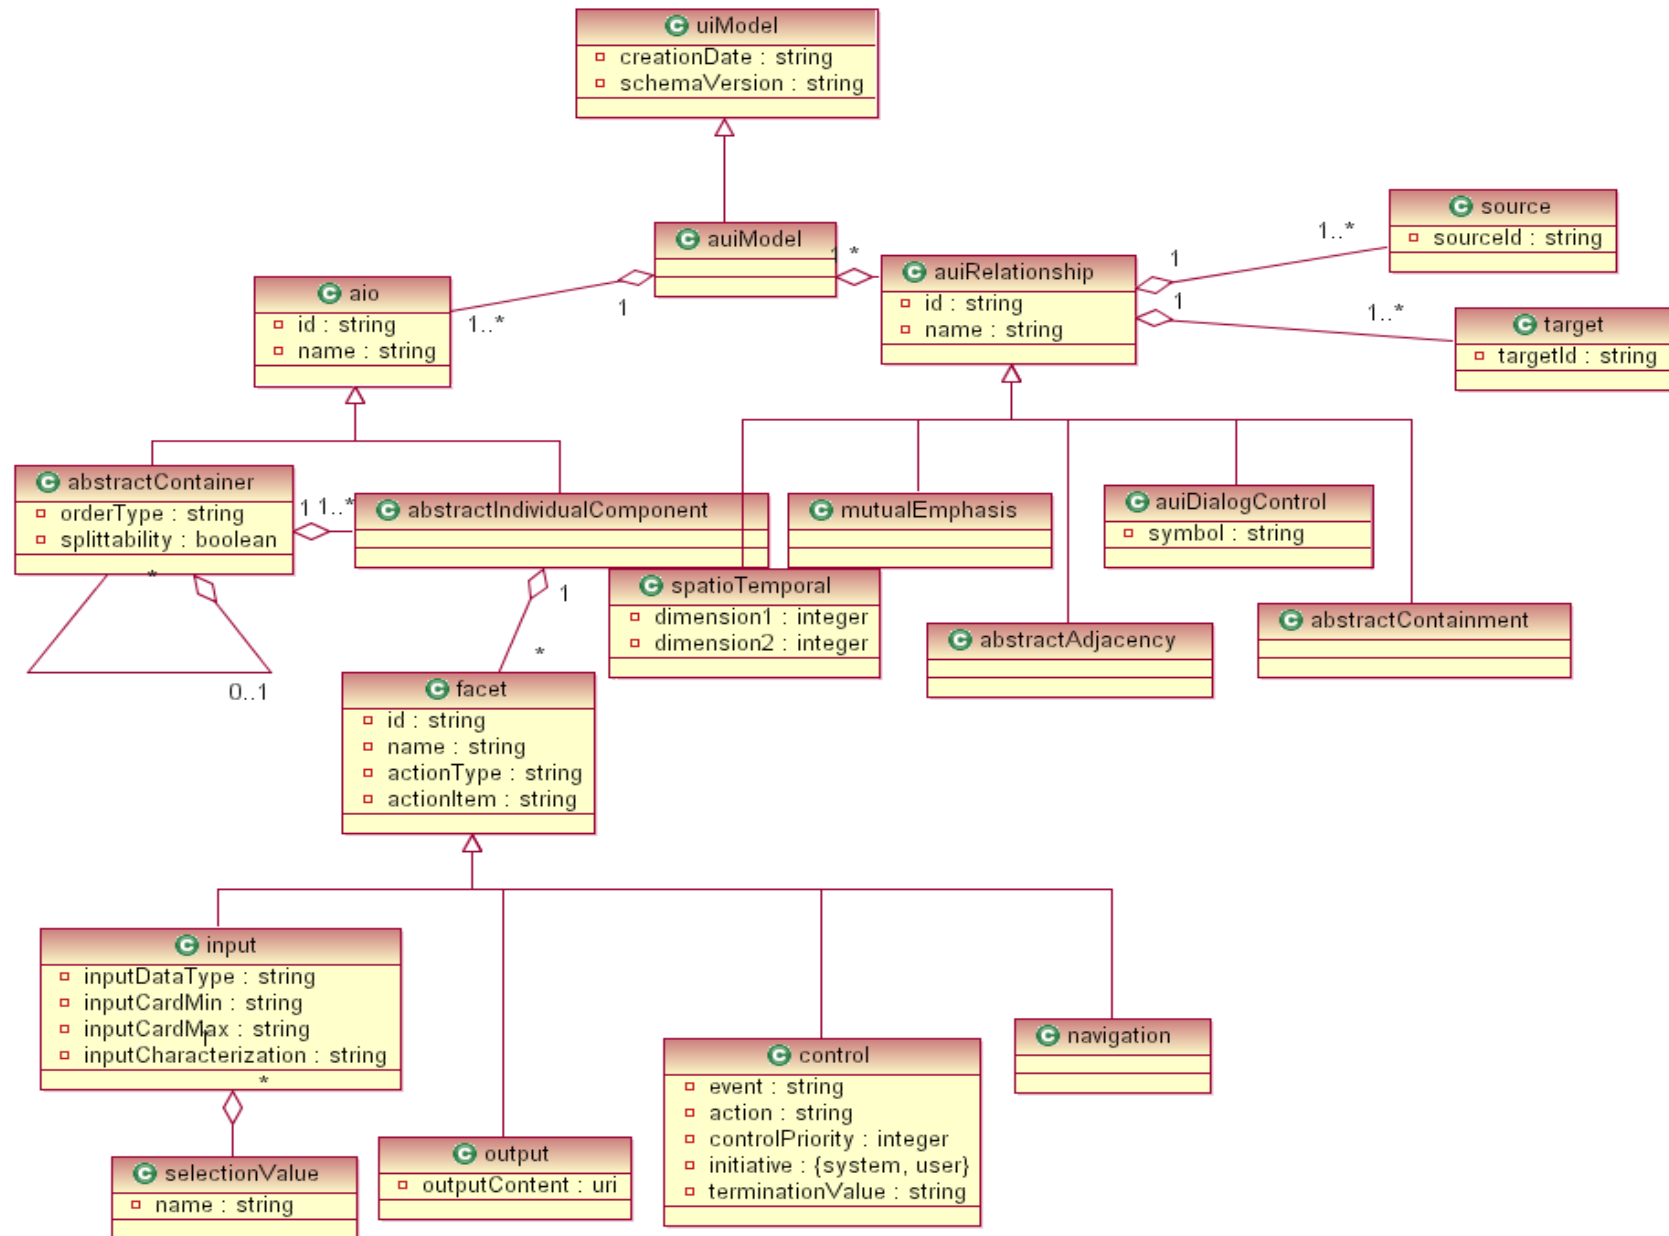 C uiModel
creationDate : string
schemaVersion : string
C auiModel
C source
sourceId : string
1..*
1
1 *
C auiRelationship
id : string
name : string
1
1..*
C target
targetId : string
C aio
id : string
name : string
1..*
1
C abstractContainer
orderType : string
splittability : boolean
1 1..*
*
0..1
C abstractIndividualComponent
1
*
C mutualEmphasis
C auiDialogControl
symbol : string
C spatioTemporal
dimension1 : integer
dimension2 : integer
C abstractAdjacency
C abstractContainment
C facet
id : string
name : string
actionType : string
actionItem : string
C input
inputDataType : string
inputCardMin : string
inputCardMax : string
inputCharacterization : string
*
C selectionValue
name : string
C output
outputContent : uri
C control
event : string
action : string
controlPriority : integer
initiative : {system, user}
terminationValue : string
C navigation